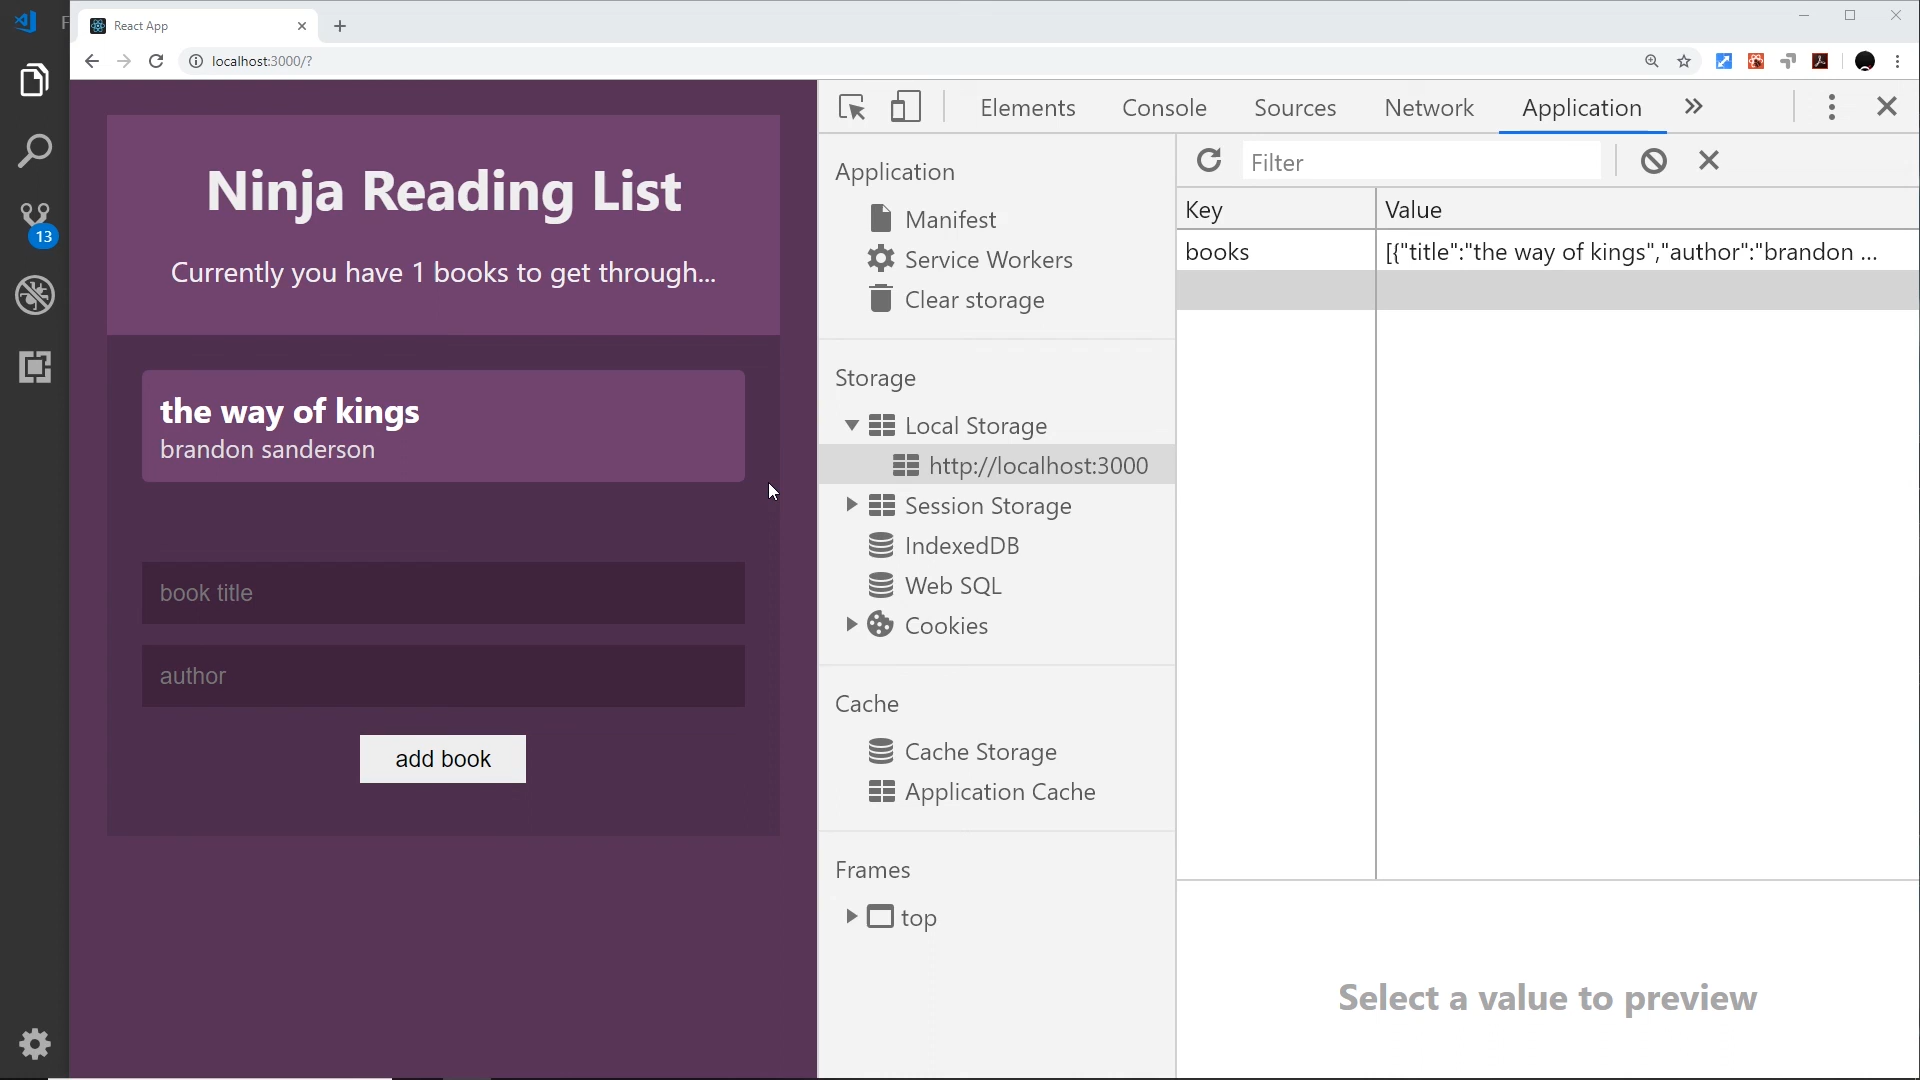 React App
localhost:3000/?
Ninja Reading List
Currently you have 1 books to get through...
the way of kings
brandon sanderson
book title
author
add book
13
Elements Console Sources Network Application
Application
Manifest
Service Workers
Clear storage
Storage
Local Storage
http://localhost:3000
Session Storage
IndexedDB
Web SQL
Cookies
Cache
Cache Storage
Application Cache
Frames
top
Filter
Key Value
books [{"title":"the way of kings","author":"brandon ...
Select a value to preview